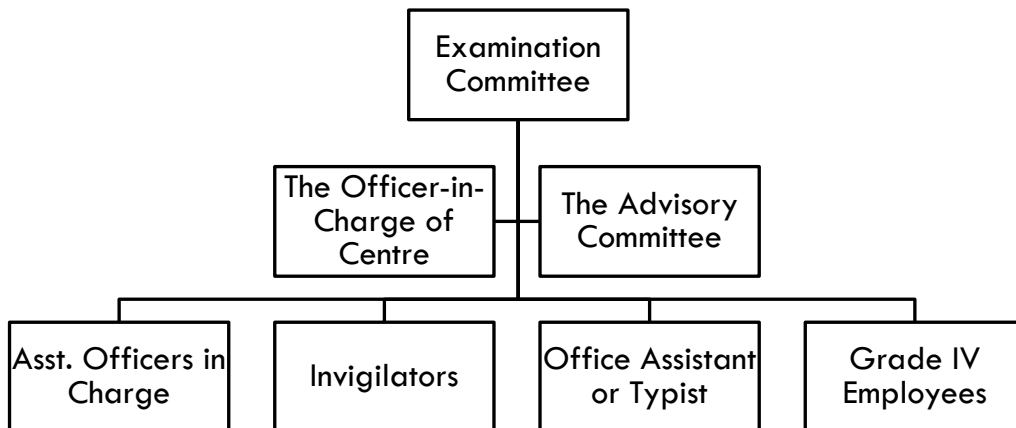 Examination
Committee
The Officer-in-
Charge of
Centre
The Advisory
Committee
Asst. Officers in
Charge
Invigilators
Office Assistant
or Typist
Grade IV
Employees